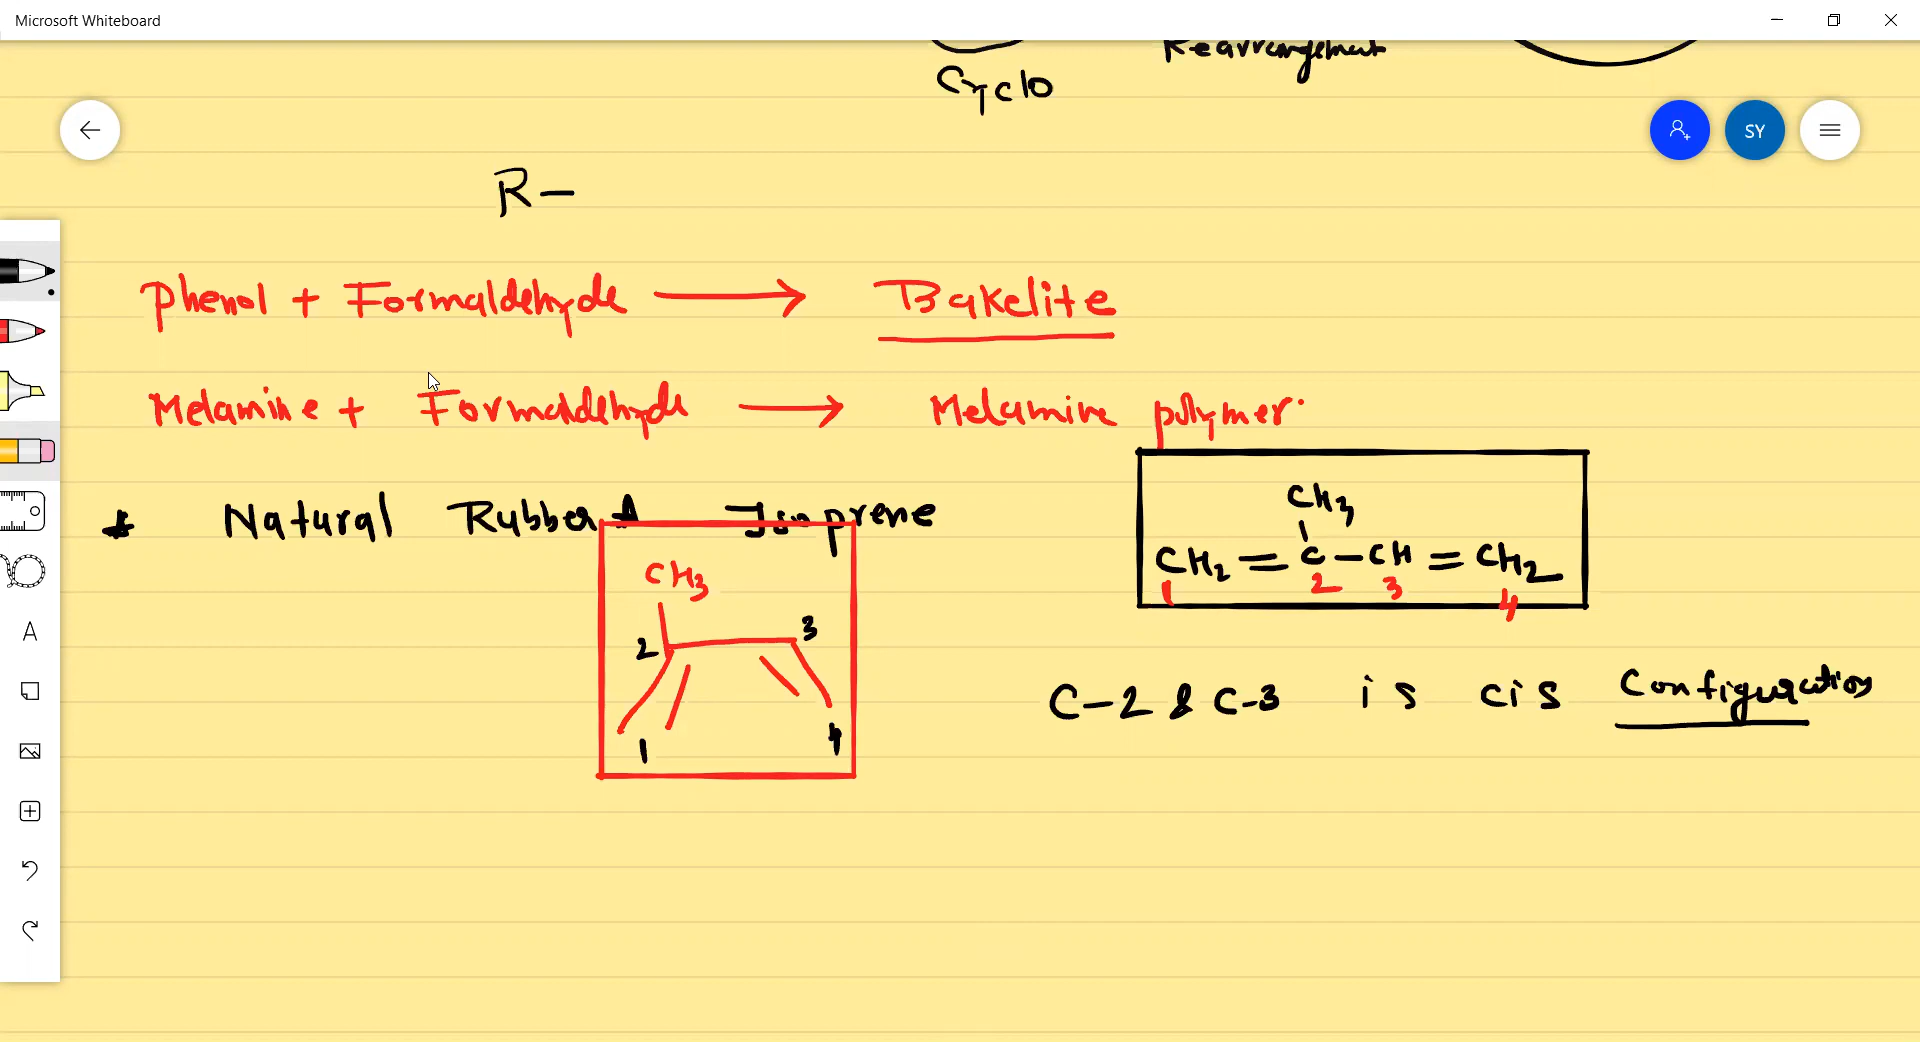 Microsoft Whiteboard
Rearrangement
Cyclo
SY
R-
Phenol + Formaldehyde ⟶ Bakelite
Melamine + Formaldehyde ⟶ Melamine polymer.
* Natural Rubber Isoprene
CH3
CH2 = C - CH = CH2
1 2 3 4
CH3
2 3
1 4
C-2 & C-3 is cis Configuration